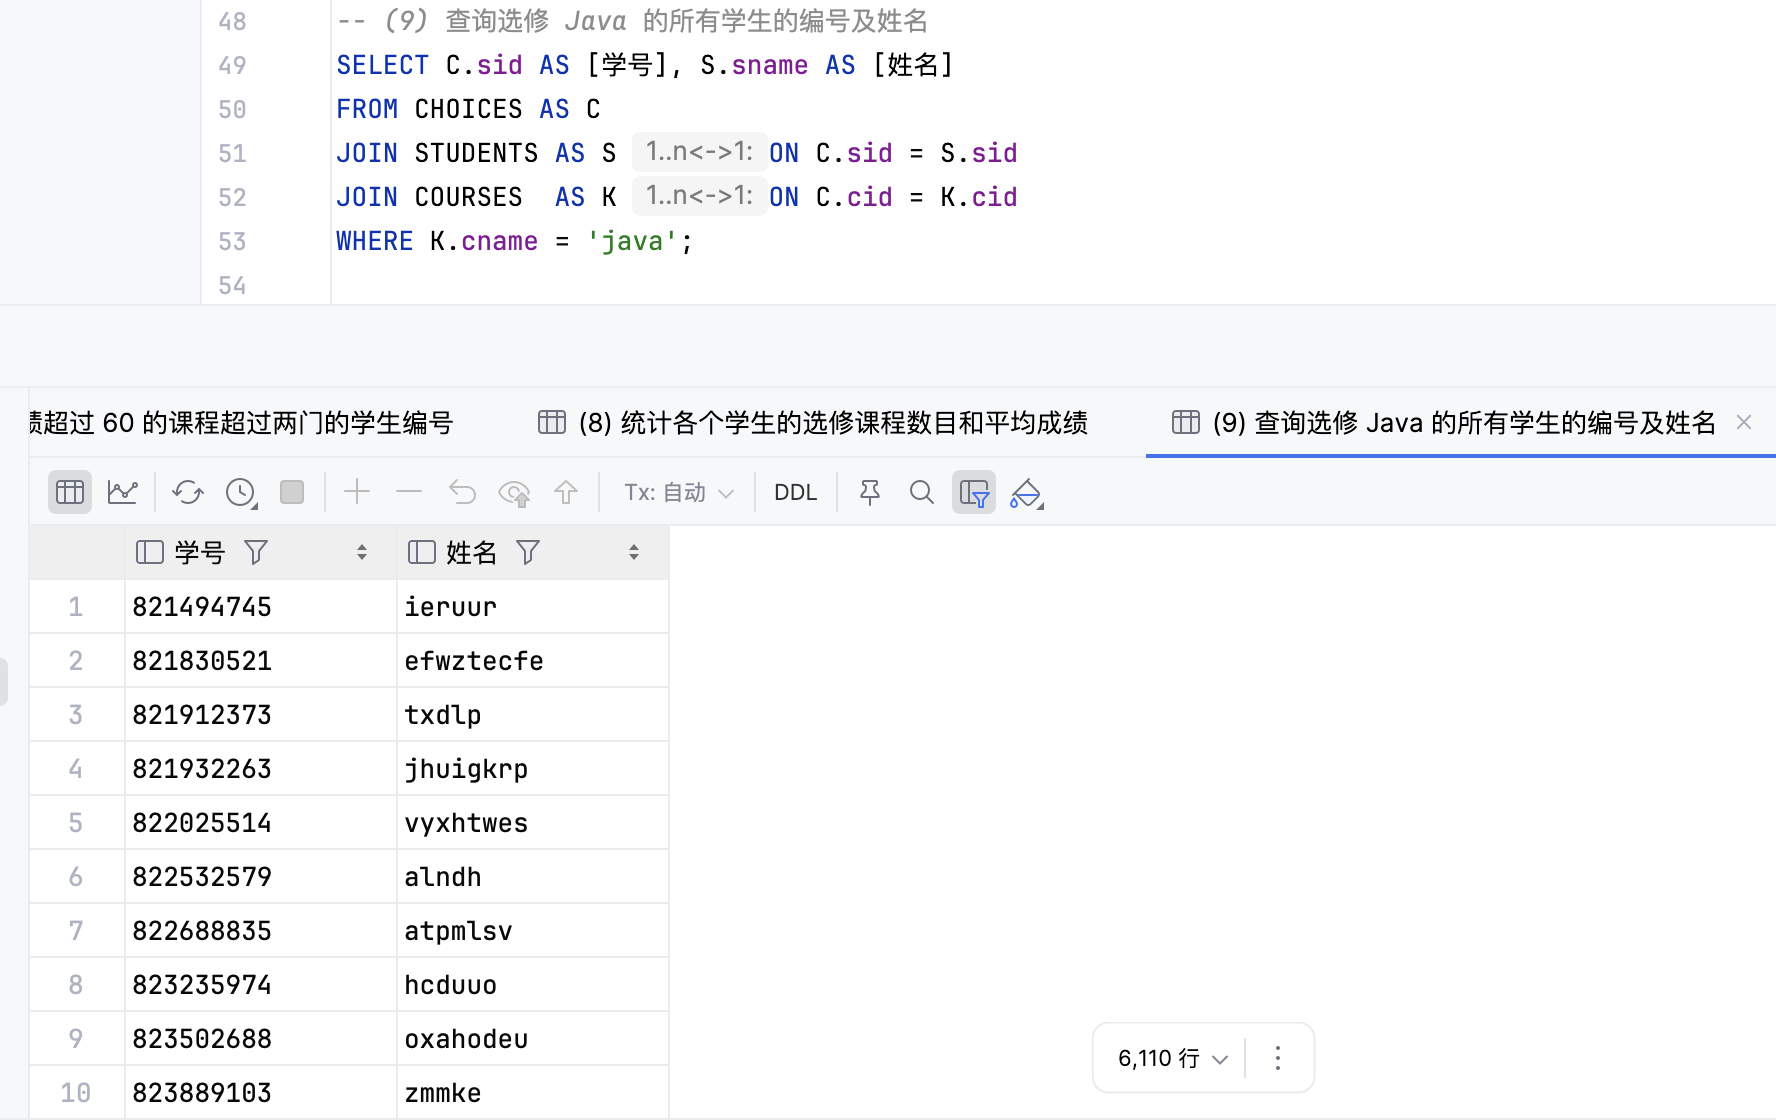 48 -- (9) 查询选修 Java 的所有学生的编号及姓名
49 SELECT C.sid AS [学号], S.sname AS [姓名]
50 FROM CHOICES AS C
51 JOIN STUDENTS AS S 1..n<->1: ON C.sid = S.sid
52 JOIN COURSES  AS K 1..n<->1: ON C.cid = K.cid
53 WHERE K.cname = 'java';
54
超过 60 的课程超过两门的学生编号 (8) 统计各个学生的选修课程数目和平均成绩 (9) 查询选修 Java 的所有学生的编号及姓名
Tx: 自动 DDL
学号 姓名
1 821494745 ieruur
2 821830521 efwztecfe
3 821912373 txdlp
4 821932263 jhuigkrp
5 822025514 vyxhtwes
6 822532579 alndh
7 822688835 atpmlsv
8 823235974 hcduuo
9 823502688 oxahodeu
10 823889103 zmmke
6,110 行